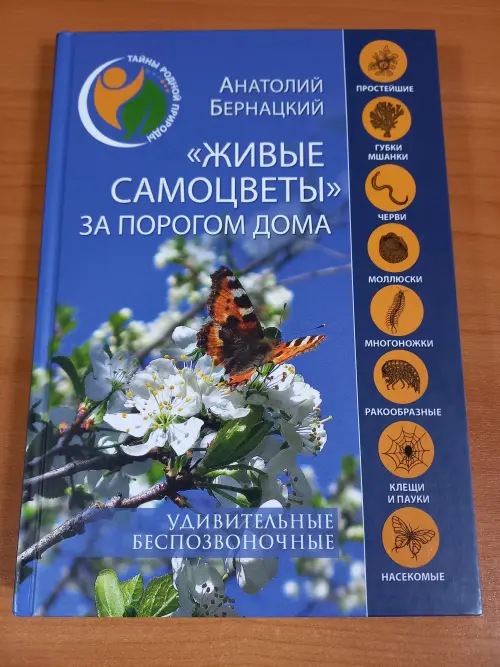 ТАЙНЫ РОДНОЙ ПРИРОДЫ
АНАТОЛИЙ
БЕРНАЦКИЙ
«ЖИВЫЕ
САМОЦВЕТЫ»
ЗА ПОРОГОМ ДОМА
УДИВИТЕЛЬНЫЕ
БЕСПОЗВОНОЧНЫЕ
ПРОСТЕЙШИЕ
ГУБКИ
МШАНКИ
ЧЕРВИ
МОЛЛЮСКИ
МНОГОНОЖКИ
РАКООБРАЗНЫЕ
КЛЕЩИ
И ПАУКИ
НАСЕКОМЫЕ